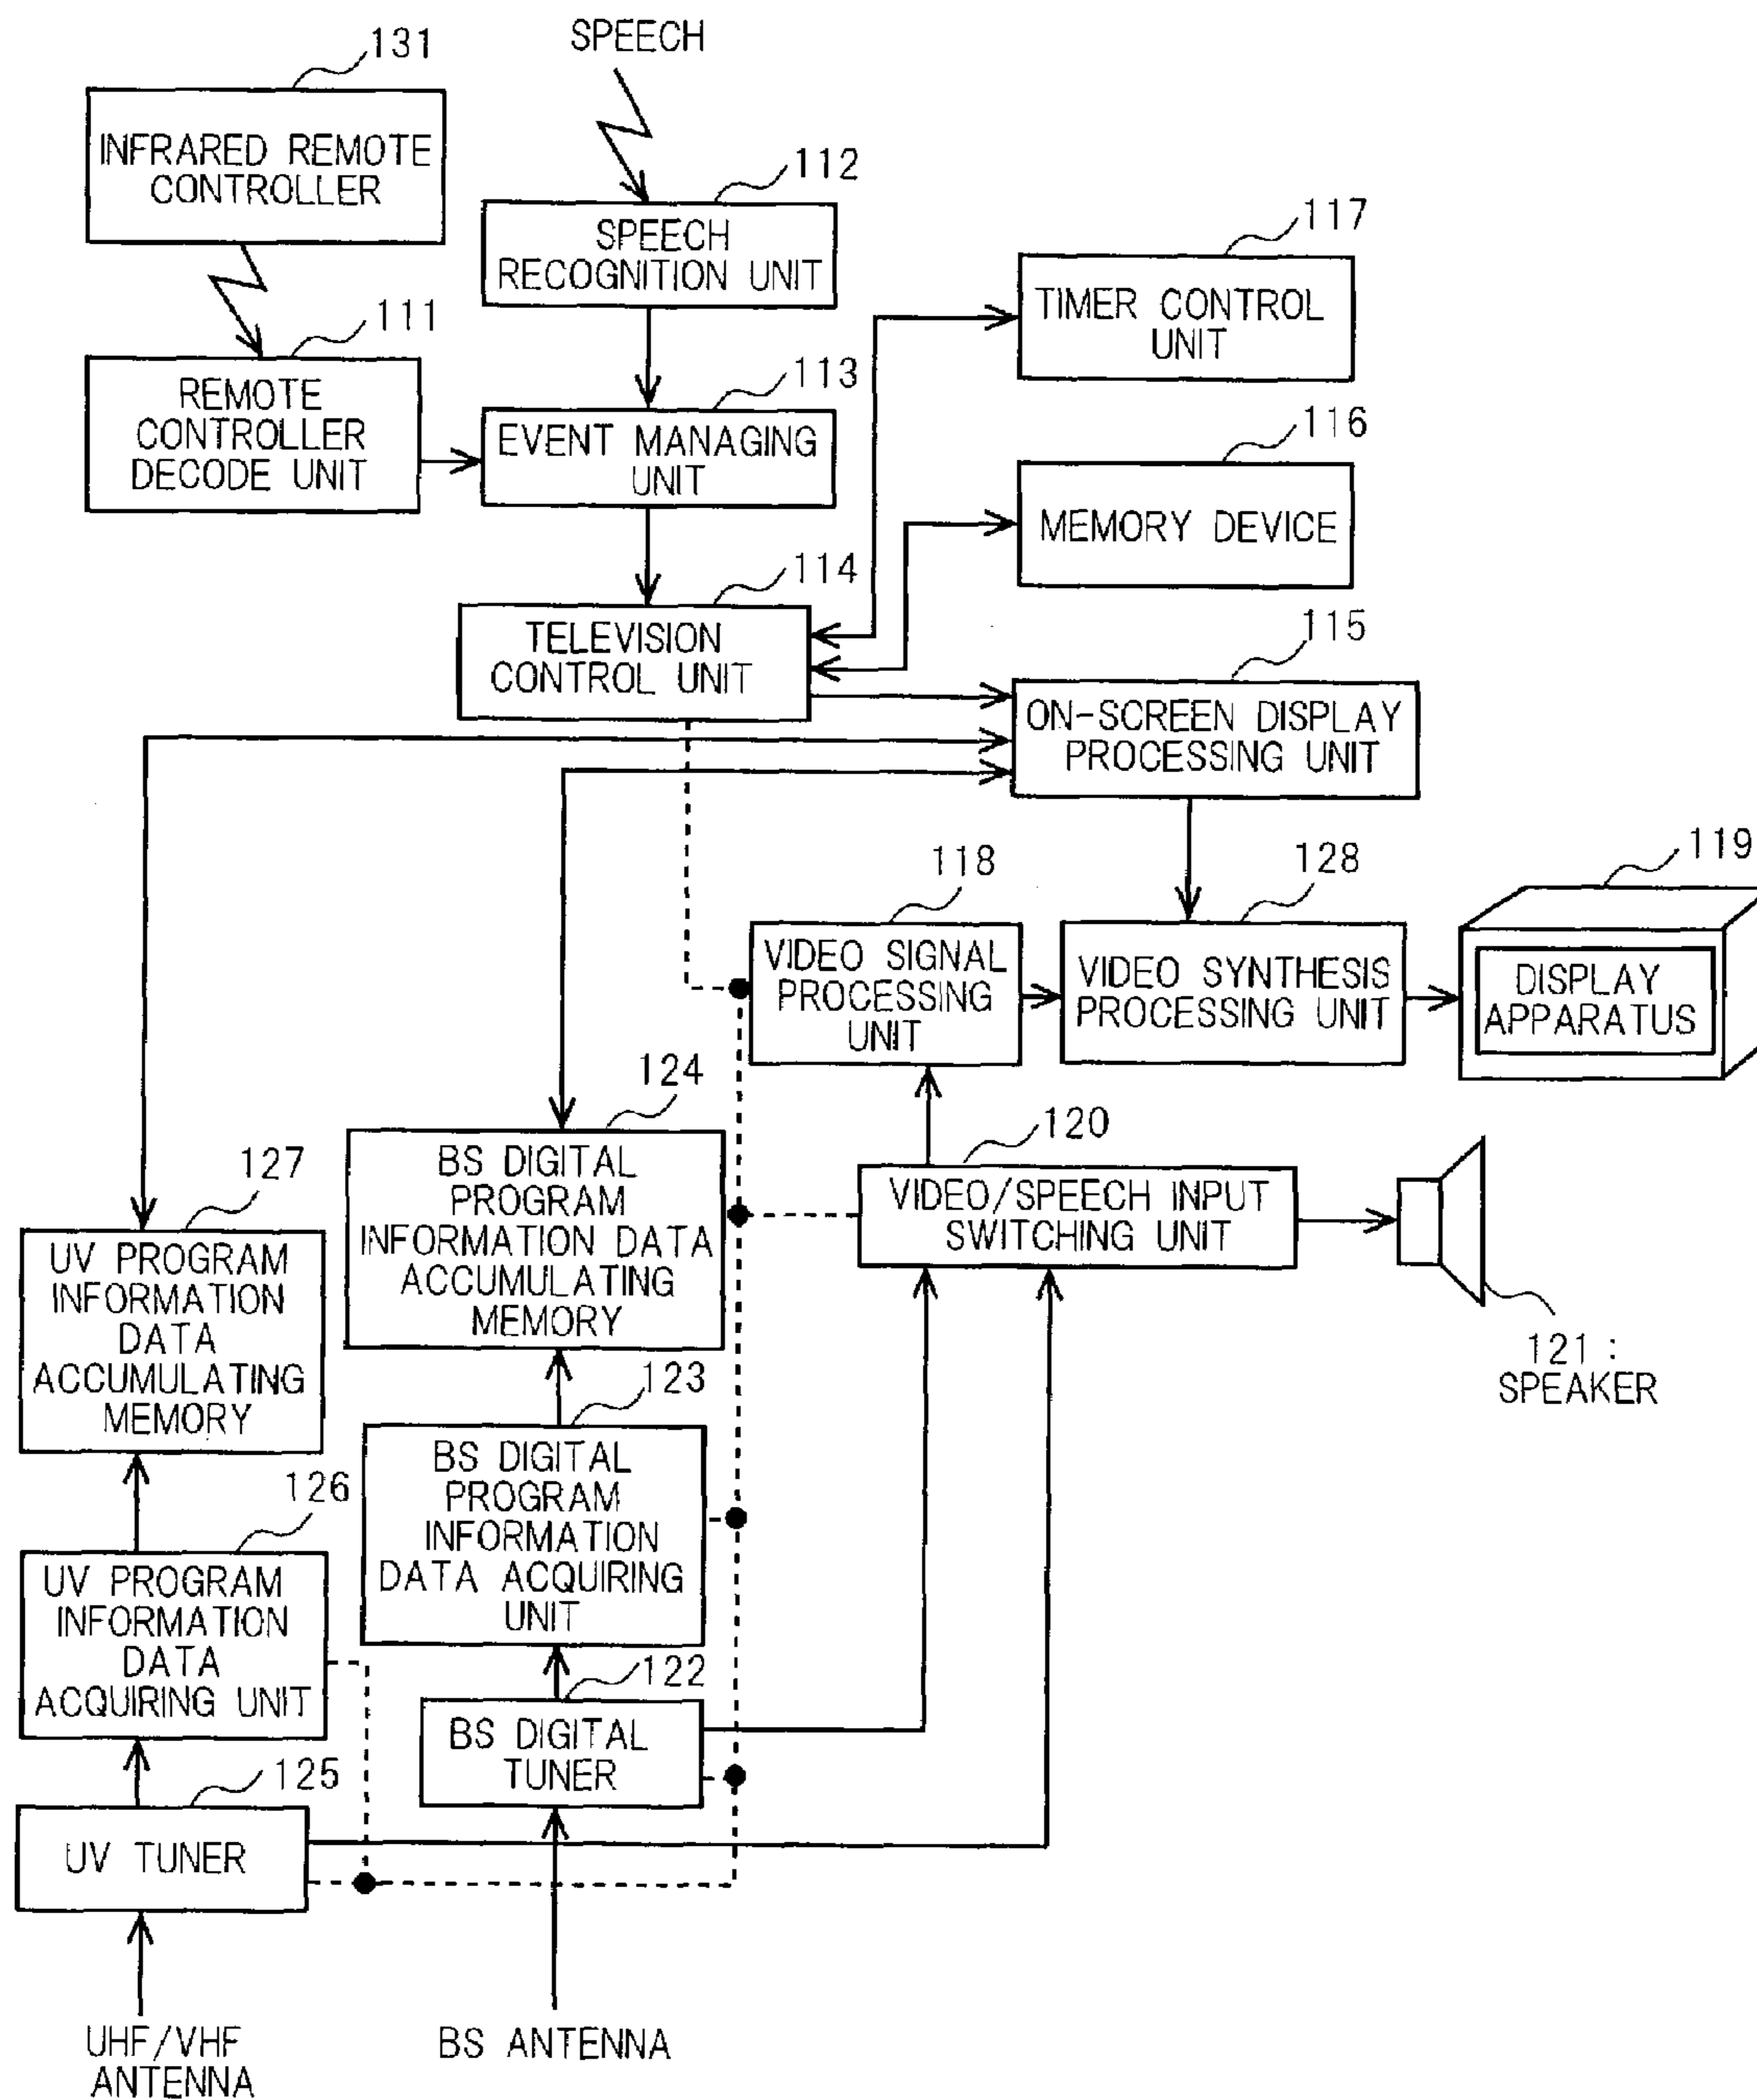 131
SPEECH
INFRARED REMOTE
CONTROLLER
112
SPEECH
RECOGNITION UNIT
117
TIMER CONTROL
UNIT
111
REMOTE
CONTROLLER
DECODE UNIT
113
EVENT MANAGING
UNIT
116
MEMORY DEVICE
114
TELEVISION
CONTROL UNIT
115
ON-SCREEN DISPLAY
PROCESSING UNIT
118
VIDEO SIGNAL
PROCESSING
UNIT
128
VIDEO SYNTHESIS
PROCESSING UNIT
119
DISPLAY
APPARATUS
124
BS DIGITAL
PROGRAM
INFORMATION DATA
ACCUMULATING
MEMORY
120
VIDEO/SPEECH INPUT
SWITCHING UNIT
127
UV PROGRAM
INFORMATION
DATA
ACCUMULATING
MEMORY
121 :
SPEAKER
123
BS DIGITAL
PROGRAM
INFORMATION
DATA ACQUIRING
UNIT
126
UV PROGRAM
INFORMATION
DATA
ACQUIRING UNIT
122
BS DIGITAL
TUNER
125
UV TUNER
UHF/VHF
ANTENNA
BS ANTENNA